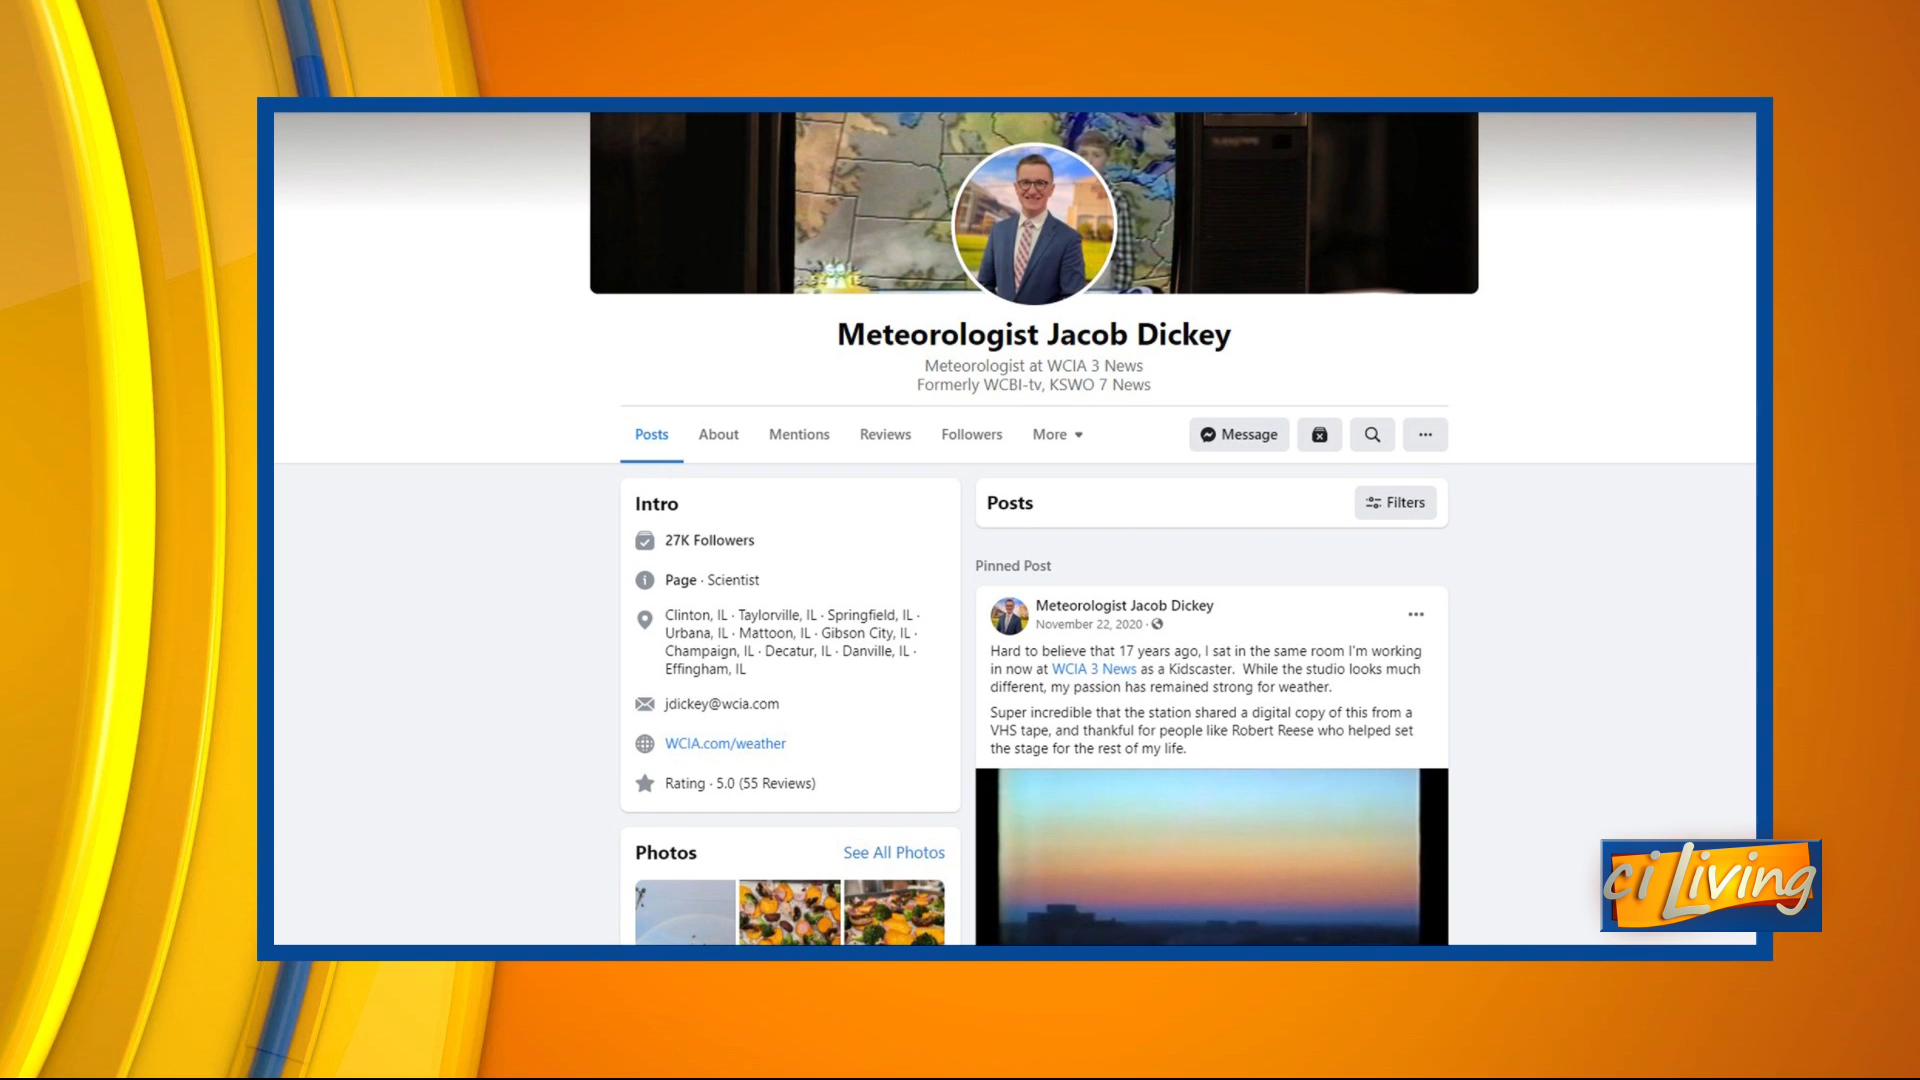 Meteorologist Jacob Dickey
Meteorologist at WCIA 3 News
Formerly WCBI-tv, KSWO 7 News
Posts
About
Mentions
Reviews
Followers
More
Message
Intro
27K Followers
Page · Scientist
Clinton, IL · Taylorville, IL · Springfield, IL ·
Urbana, IL · Mattoon, IL · Gibson City, IL ·
Champaign, IL · Decatur, IL · Danville, IL ·
Effingham, IL
jdickey@wcia.com
WCIA.com/weather
Rating · 5.0 (55 Reviews)
Photos
See All Photos
Posts
Filters
Pinned Post
Meteorologist Jacob Dickey
November 22, 2020 ·
Hard to believe that 17 years ago, I sat in the same room I'm working
in now at WCIA 3 News as a Kidscaster. While the studio looks much
different, my passion has remained strong for weather.
Super incredible that the station shared a digital copy of this from a
VHS tape, and thankful for people like Robert Reese who helped set
the stage for the rest of my life.
ciLiving